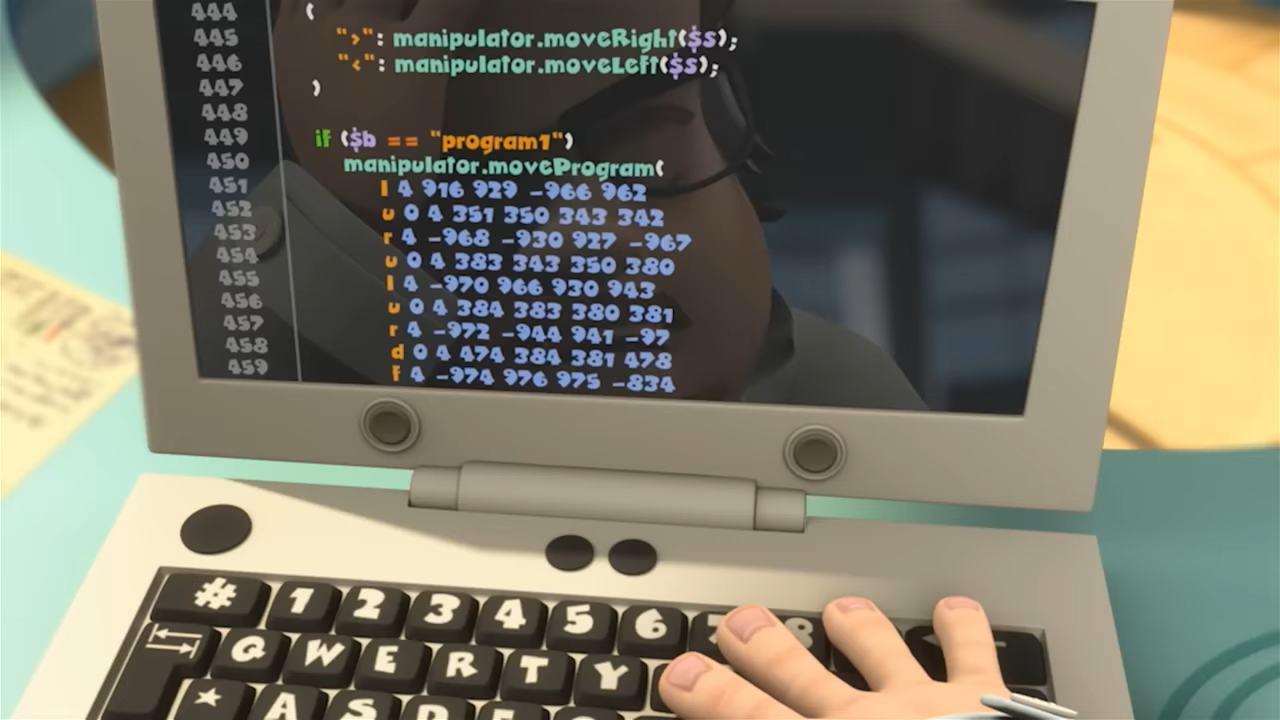 444 (
445 ">": manipulator.moveRight($s);
446 "<": manipulator.moveLeft($s);
447 )
448
449 if ($b == "program1")
450 manipulator.moveProgram(
451 l 4 916 929 -966 962
452 u 0 4 351 350 343 342
453 r 4 -968 -930 927 -967
454 u 0 4 383 343 350 380
455 l 4 -970 966 930 943
456 u 0 4 384 383 380 381
457 r 4 -972 -944 941 -97
458 d 0 4 474 384 381 478
459 f 4 -974 976 975 -834
# 1 2 3 4 5 6 7 8
Q W E R T Y
* A S D F G